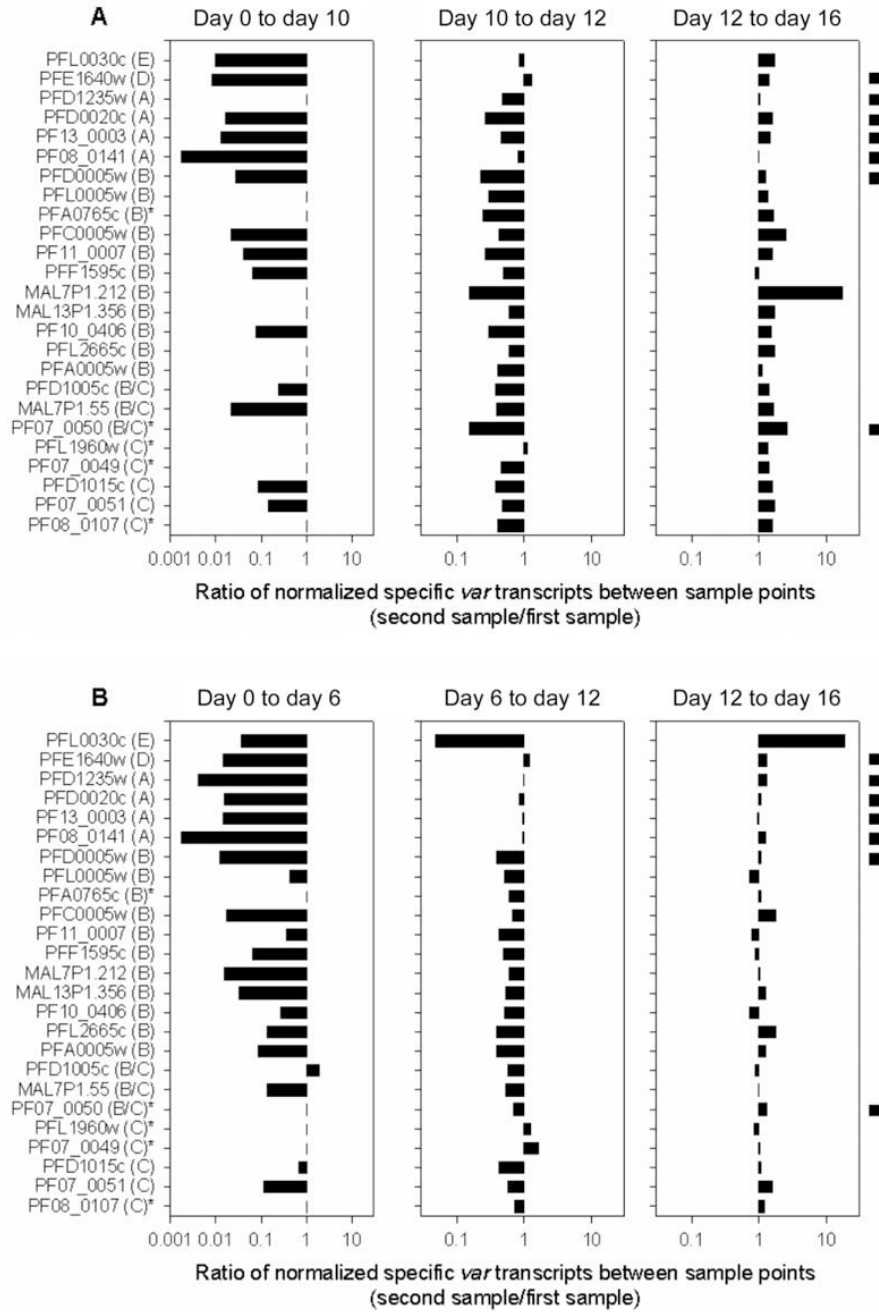 A
Day 0 to day 10
Day 10 to day 12
Day 12 to day 16
PFL0030c (E)
PFE1640w (D)
PFD1235w (A)
PFD0020c (A)
PF13_0003 (A)
PF08_0141 (A)
PFD0005w (B)
PFL0005w (B)
PFA0765c (B)*
PFC0005w (B)
PF11_0007 (B)
PFF1595c (B)
MAL7P1.212 (B)
MAL13P1.356 (B)
PF10_0406 (B)
PFL2665c (B)
PFA0005w (B)
PFD1005c (B/C)
MAL7P1.55 (B/C)
PF07_0050 (B/C)*
PFL1960w (C)*
PF07_0049 (C)*
PFD1015c (C)
PF07_0051 (C)
PF08_0107 (C)*
0.001 0.01 0.1 1 10
0.1 1 10
0.1 1 10
Ratio of normalized specific var transcripts between sample points
(second sample/first sample)
B
Day 0 to day 6
Day 6 to day 12
Day 12 to day 16
PFL0030c (E)
PFE1640w (D)
PFD1235w (A)
PFD0020c (A)
PF13_0003 (A)
PF08_0141 (A)
PFD0005w (B)
PFL0005w (B)
PFA0765c (B)*
PFC0005w (B)
PF11_0007 (B)
PFF1595c (B)
MAL7P1.212 (B)
MAL13P1.356 (B)
PF10_0406 (B)
PFL2665c (B)
PFA0005w (B)
PFD1005c (B/C)
MAL7P1.55 (B/C)
PF07_0050 (B/C)*
PFL1960w (C)*
PF07_0049 (C)*
PFD1015c (C)
PF07_0051 (C)
PF08_0107 (C)*
0.001 0.01 0.1 1 10
0.1 1 10
0.1 1 10
Ratio of normalized specific var transcripts between sample points
(second sample/first sample)